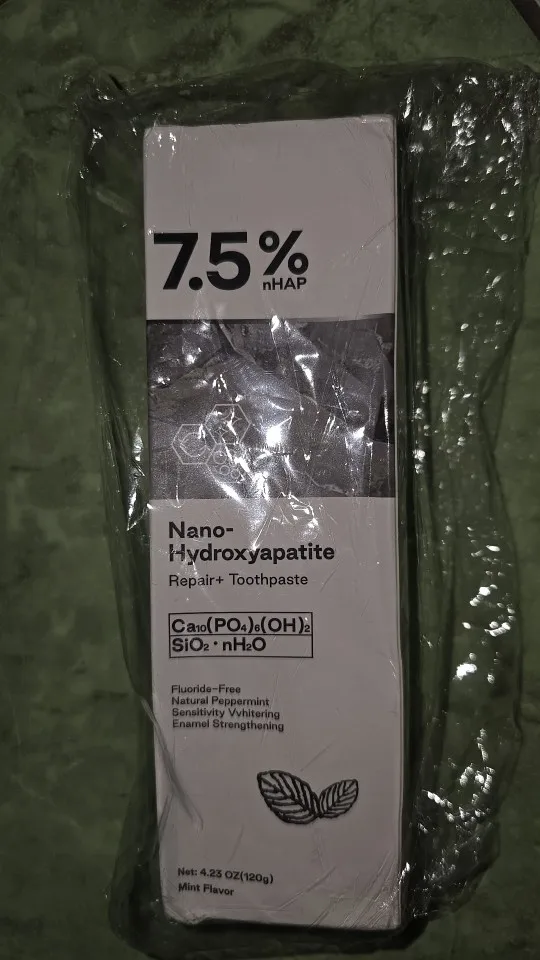 7.5%
nHAP
Nano-
Hydroxyapatite
Repair+ Toothpaste
Ca₁₀(PO₄)₆(OH)₂
SiO₂ · nH₂O
Fluoride-Free
Natural Peppermint
Sensitivity VVhitering
Enamel Strengthening
Net: 4.23 OZ(120g)
Mint Flavor